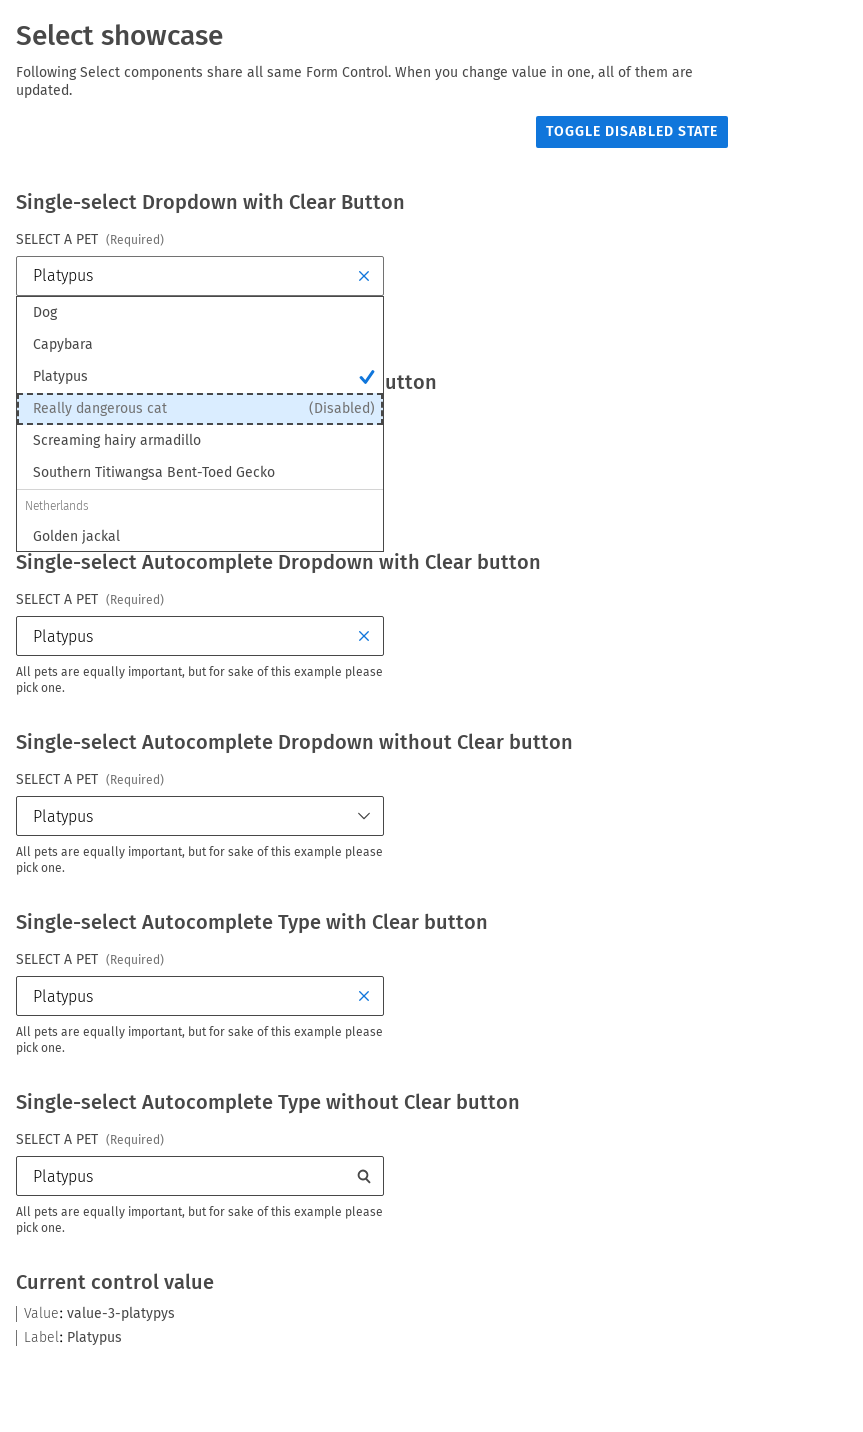 Select showcase
Following Select components share all same Form Control. When you change value in one, all of them are
updated.
TOGGLE DISABLED STATE
Single-select Dropdown with Clear Button
SELECT A PET (Required)
Platypus
Dog
Capybara
Platypus
utton
Really dangerous cat (Disabled)
Screaming hairy armadillo
Southern Titiwangsa Bent-Toed Gecko
Netherlands
Golden jackal
Single-select Autocomplete Dropdown with Clear button
SELECT A PET (Required)
Platypus
All pets are equally important, but for sake of this example please
pick one.
Single-select Autocomplete Dropdown without Clear button
SELECT A PET (Required)
Platypus
All pets are equally important, but for sake of this example please
pick one.
Single-select Autocomplete Type with Clear button
SELECT A PET (Required)
Platypus
All pets are equally important, but for sake of this example please
pick one.
Single-select Autocomplete Type without Clear button
SELECT A PET (Required)
Platypus
All pets are equally important, but for sake of this example please
pick one.
Current control value
Value: value-3-platypys
Label: Platypus